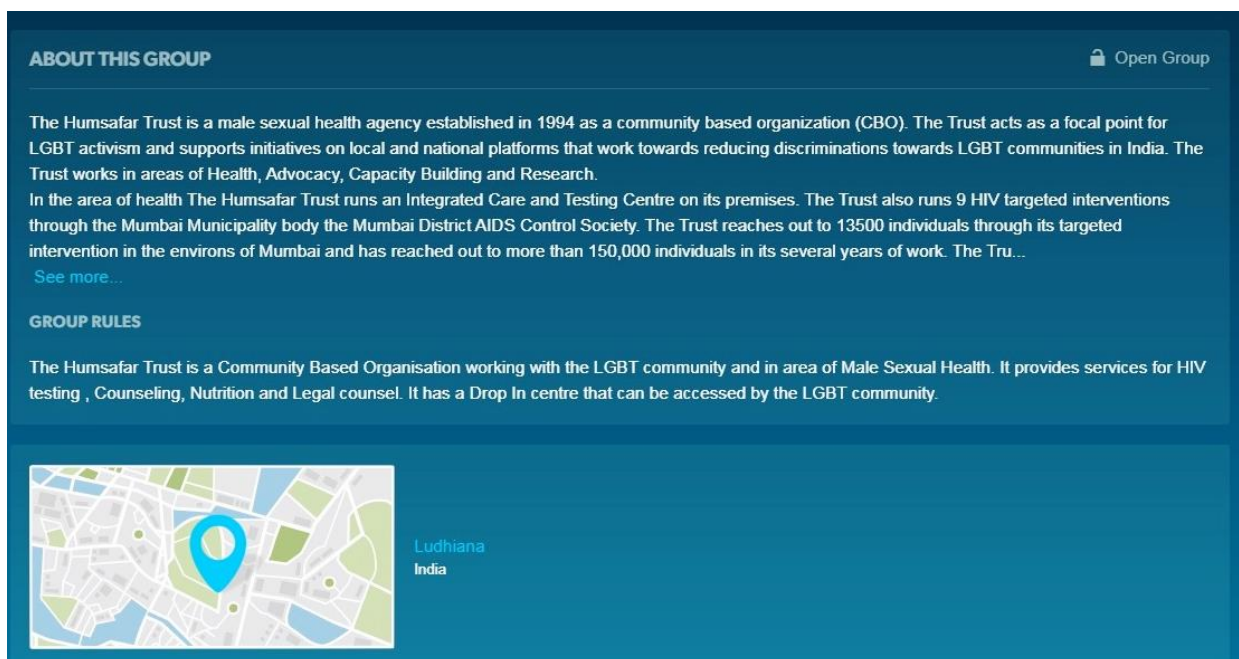 ABOUT THIS GROUP
Open Group
The Humsafar Trust is a male sexual health agency established in 1994 as a community based organization (CBO). The Trust acts as a focal point for
LGBT activism and supports initiatives on local and national platforms that work towards reducing discriminations towards LGBT communities in India. The
Trust works in areas of Health, Advocacy, Capacity Building and Research.
In the area of health The Humsafar Trust runs an Integrated Care and Testing Centre on its premises. The Trust also runs 9 HIV targeted interventions
through the Mumbai Municipality body the Mumbai District AIDS Control Society. The Trust reaches out to 13500 individuals through its targeted
intervention in the environs of Mumbai and has reached out to more than 150,000 individuals in its several years of work. The Tru...
See more...
GROUP RULES
The Humsafar Trust is a Community Based Organisation working with the LGBT community and in area of Male Sexual Health. It provides services for HIV
testing , Counseling, Nutrition and Legal counsel. It has a Drop In centre that can be accessed by the LGBT community.
Ludhiana
India